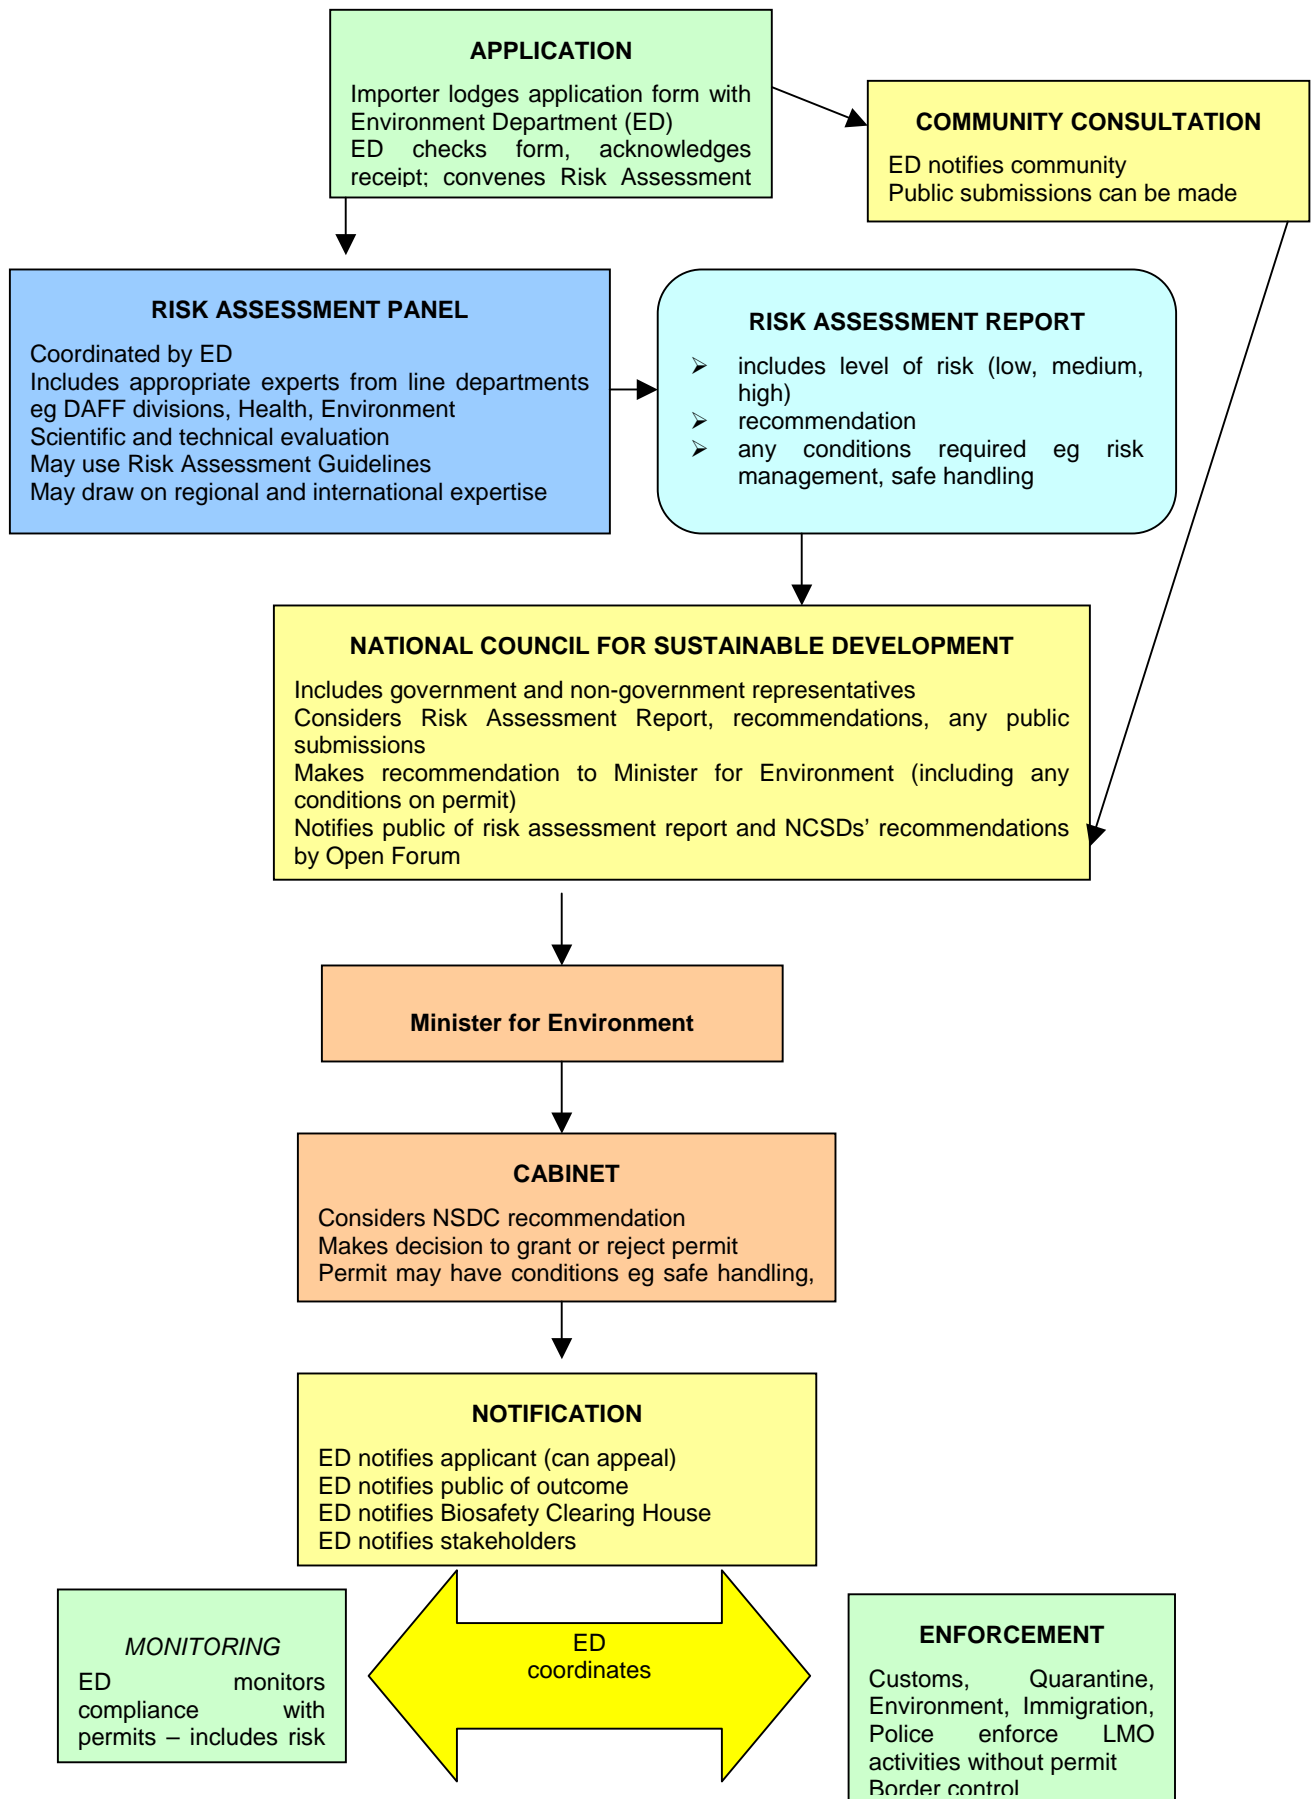 APPLICATION
Importer lodges application form with
Environment Department (ED)
ED checks form, acknowledges
receipt; convenes Risk Assessment
COMMUNITY CONSULTATION
ED notifies community
Public submissions can be made
RISK ASSESSMENT PANEL
Coordinated by ED
Includes appropriate experts from line departments
eg DAFF divisions, Health, Environment
Scientific and technical evaluation
May use Risk Assessment Guidelines
May draw on regional and international expertise
RISK ASSESSMENT REPORT
➢ includes level of risk (low, medium,
high)
➢ recommendation
➢ any conditions required eg risk
management, safe handling
NATIONAL COUNCIL FOR SUSTAINABLE DEVELOPMENT
Includes government and non-government representatives
Considers Risk Assessment Report, recommendations, any public
submissions
Makes recommendation to Minister for Environment (including any
conditions on permit)
Notifies public of risk assessment report and NCSDs’ recommendations
by Open Forum
Minister for Environment
CABINET
Considers NSDC recommendation
Makes decision to grant or reject permit
Permit may have conditions eg safe handling,
NOTIFICATION
ED notifies applicant (can appeal)
ED notifies public of outcome
ED notifies Biosafety Clearing House
ED notifies stakeholders
MONITORING
ED monitors
compliance with
permits – includes risk
ED
coordinates
ENFORCEMENT
Customs, Quarantine,
Environment, Immigration,
Police enforce LMO
activities without permit
Border control